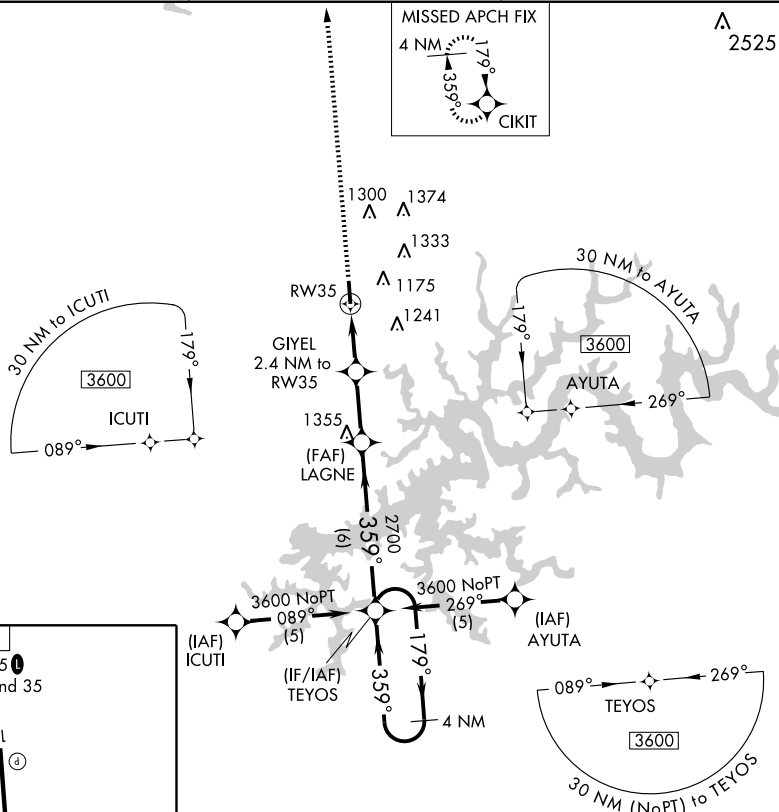 MISSED APCH FIX
4 NM
179°
359°
CIKIT
2525
1300
1374
1333
1175
1241
RW35
GIYEL
2.4 NM to
RW35
1355
(FAF)
LAGNE
30 NM to ICUTI
179°
3600
ICUTI
089°
30 NM to AYUTA
179°
3600
AYUTA
269°
2700
359°
(6)
3600 NoPT
089°
(5)
(IAF)
ICUTI
3600 NoPT
269°
(5)
(IAF)
AYUTA
(IF/IAF)
TEYOS
359°
179°
4 NM
089°
269°
TEYOS
3600
30 NM (NoPT) to TEYOS
5 L
nd 35
P